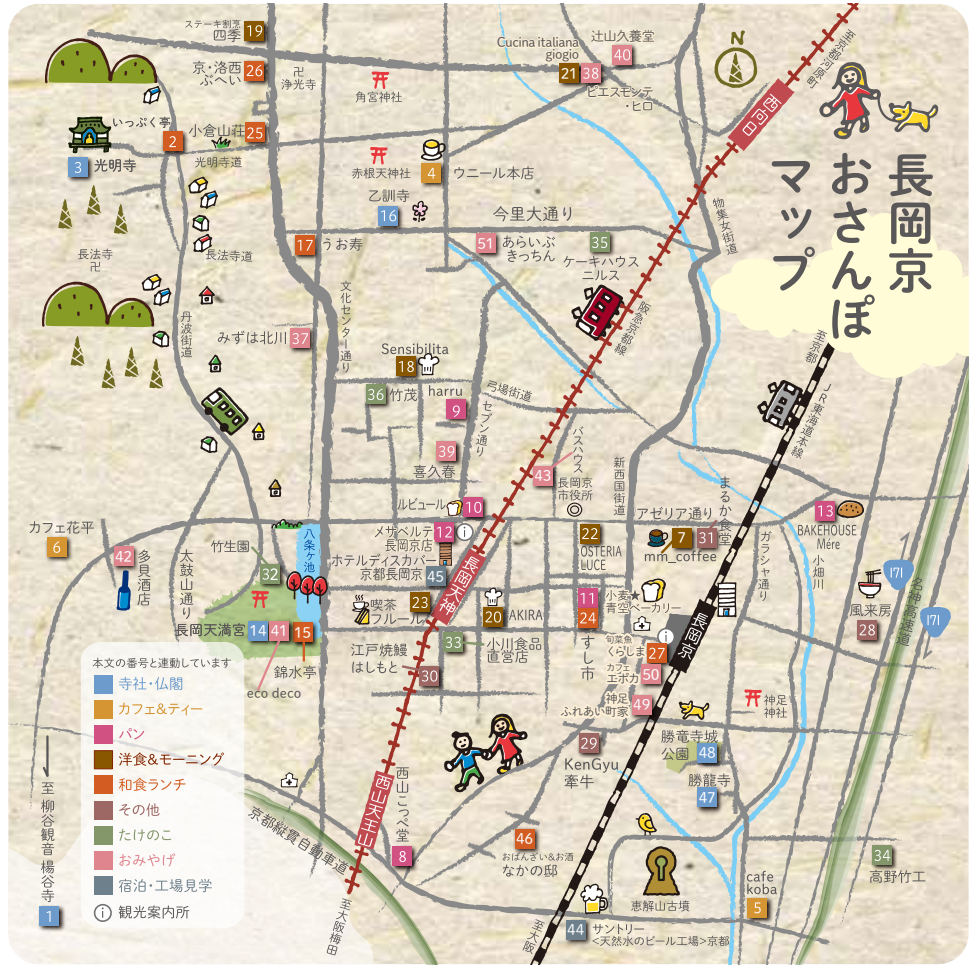 長岡京
おさんぽ
マップ
N
ステーキ割烹
四季
19
京・洛西
ぶへい
26
卍
浄光寺
角宮神社
Cucina italiana
giogio
21
38
辻山久養堂
40
ピエスモンテ
・ヒロ
至京都河原町
西向日
いっぷく亭
2
小倉山荘
25
光明寺道
3
光明寺
赤根天神社
4
ウニール本店
乙訓寺
16
今里大通り
物集女街道
17
うお寿
51
あらいぶ
きっちん
35
ケーキハウス
ニルス
長法寺
卍
長法寺道
丹波街道
文化センター通り
みずは北川
37
阪急京都線
至京都
JR東海道本線
Sensibilita
18
36
竹茂
harru
9
セブン通り
弓場街道
39
喜久春
バスハウス
43
長岡京
市役所
新西国街道
ルビュール
10
アゼリア通り
まるか食堂
13
BAKEHOUSE
Mére
カフェ花平
6
42
多貝酒店
太鼓山通り
竹生園
32
八条ヶ池
メザベルテ
長岡京店
12
i
ホテルディスカバー
京都長岡京
45
長岡天神
22
OSTERIA
LUCE
7
31
mm_coffee
ガラシャ通り
小畑川
171
名神高速道
171
風来房
28
喫茶
フルール
23
20
AKIRA
11
24
小麦★
青空ベーカリー
すし市
i
長岡京
旬菜魚
くらしま
27
カフェ
エポカ
50
長岡天満宮
14
41
15
錦水亭
eco deco
江戸焼鰻
はしもと
30
33
小川食品
直営店
神足
ふれあい町家
49
神足
神社
29
KenGyu
牽牛
勝竜寺城
公園
48
勝龍寺
47
本文の番号と連動しています
寺社・仏閣
カフェ&ティー
パン
洋食&モーニング
和食ランチ
その他
たけのこ
おみやげ
宿泊・工場見学
i
観光案内所
至 柳谷観音 楊谷寺
1
京都縦貫自動車道
西山天王山
西山こっぺ堂
8
46
おばんざい&お酒
なかの邸
恵解山古墳
cafe
koba
5
34
高野竹工
至大阪梅田
至大阪
44
サントリー
<天然水のビール工場>京都